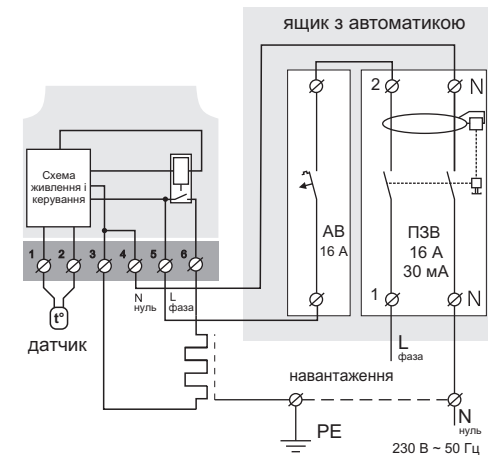 ящик з автоматикою
2
N
Схема
живлення і
керування
АВ
16 А
ПЗВ
16 А
30 мА
1 2 3 4 5 6
N
нуль
L
фаза
1
N
t°
датчик
L
фаза
навантаження
PE
N
нуль
230 В ~ 50 Гц